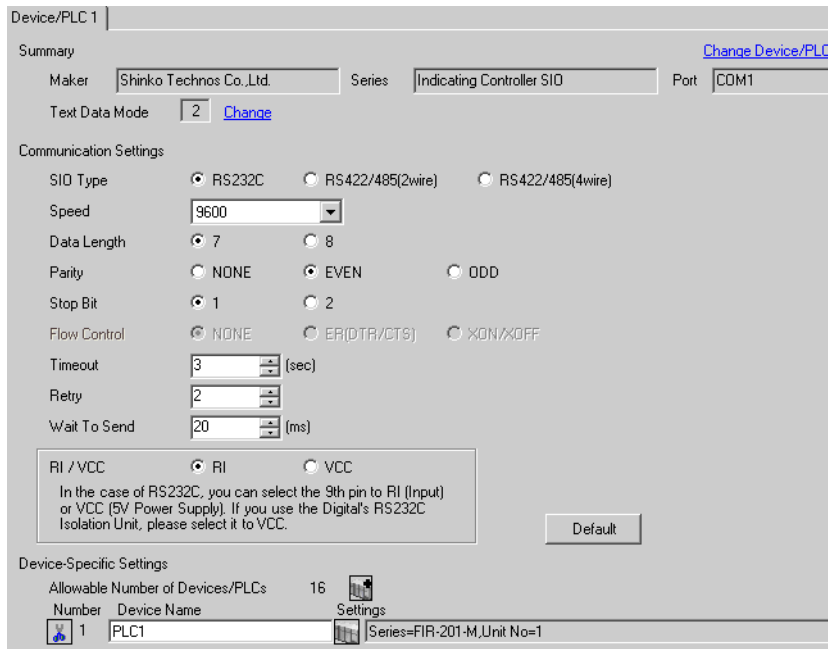 Device/PLC 1
Summary
Change Device/PLC
Maker Shinko Technos Co.,Ltd. Series Indicating Controller SIO Port COM1
Text Data Mode 2 Change
Communication Settings
SIO Type RS232C RS422/485(2wire) RS422/485(4wire)
Speed 9600
Data Length 7 8
Parity NONE EVEN ODD
Stop Bit 1 2
Flow Control NONE ER(DTR/CTS) XON/XOFF
Timeout 3 (sec)
Retry 2
Wait To Send 20 (ms)
RI / VCC RI VCC
In the case of RS232C, you can select the 9th pin to RI (Input)
or VCC (5V Power Supply). If you use the Digital's RS232C
Isolation Unit, please select it to VCC.
Default
Device-Specific Settings
Allowable Number of Devices/PLCs 16
Number Device Name Settings
1 PLC1 Series=FIR-201-M,Unit No=1